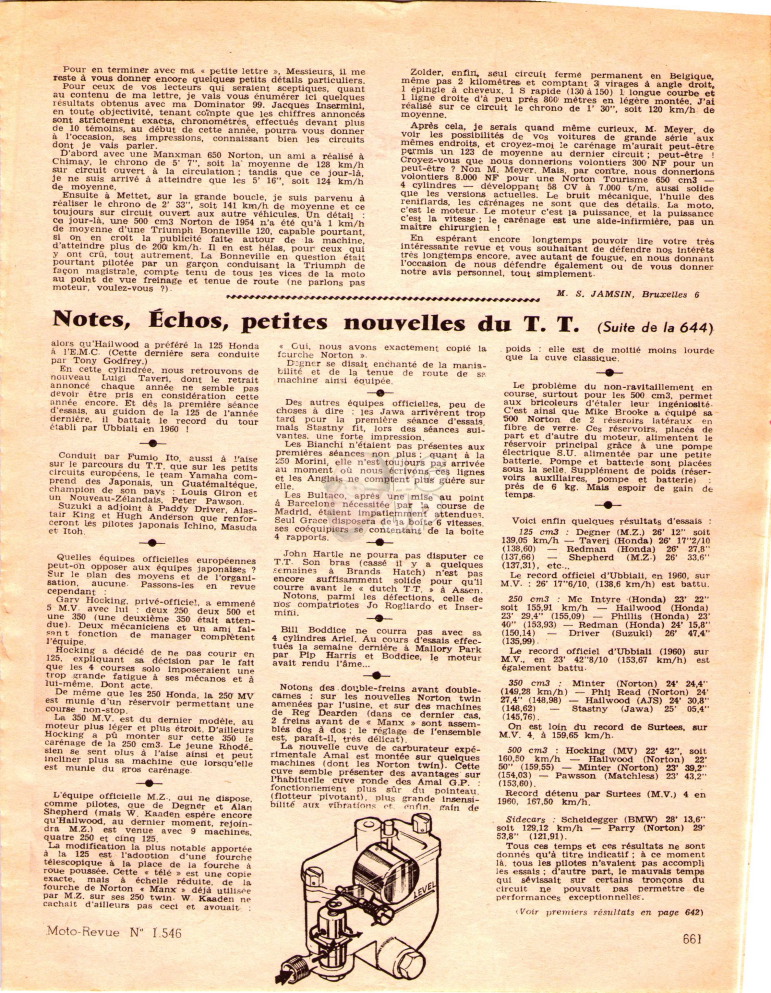 Pour en terminer avec ma « petite lettre », Messieurs, il me
reste à vous donner encore quelques petits détails particuliers.
Pour ceux de vos lecteurs qui seraient sceptiques, quant
au contenu de ma lettre, je vais vous énumérer ici quelques
résultats obtenus avec ma Dominator 99. Jacques Insermini,
en toute objectivité, tenant compte que les chiffres annoncés
sont strictement exacts, chronométrés, effectués devant plus
de 10 témoins, au début de cette année, pourra vous donner
à l'occasion, ses impressions, connaissant bien les circuits
dont je vais parler.
D'abord avec une Manxman 650 Norton, un ami a réalisé à
Chimay, le chrono de 5' 7", soit la moyenne de 128 km/h
sur circuit ouvert à la circulation ; tandis que ce jour-là,
je ne suis arrivé à atteindre que les 5' 16", soit 124 km/h
de moyenne.
Ensuite à Mettet, sur la grande boucle, je suis parvenu à
réaliser le chrono de 2' 33", soit 141 km/h de moyenne et ce
toujours sur circuit ouvert aux autre véhicules. Un détail :
ce jour-là, une 500 cm3 Norton de 1954 n'a été qu'à 1 km/h
de moyenne d'une Triumph Bonneville 120, capable pourtant,
si on en croit la publicité faite autour de la machine,
d'atteindre plus de 200 km/h. Il en est hélas, pour ceux qui
y ont crû, tout autrement. La Bonneville en question était
pourtant pilotée par un garçon conduisant la Triumph de
façon magistrale, compte tenu de tous les vices de la moto
au point de vue freinage et tenue de route (ne parlons pas
moteur, voulez-vous ?).
Zolder, enfin, seul circuit fermé permanent en Belgique,
même pas 2 kilomètres et comptant 3 virages à angle droit,
1 épingle à cheveux, 1 S rapide (130 à 150) 1 longue courbe et
1 ligne droite d'à peu près 800 mètres en légère montée. J'ai
réalisé sur ce circuit le chrono de 1' 30", soit 120 km/h de
moyenne.
Après cela, je serais quand même curieux, M. Meyer, de
voir les possibilités de vos voitures de grande série aux
mêmes endroits, et croyez-moi le carénage m'aurait peut-être
permis un 123 de moyenne au dernier circuit ; peut-être !
Croyez-vous que nous donnerions volontiers 300 NF pour un
peut-être ? Non M. Meyer. Mais, par contre, nous donnerions
volontiers 8.000 NF pour une Norton Tourisme 650 cm3 —
4 cylindres — développant 58 CV à 7.000 t/m, aussi solide
que les versions actuelles. Le bruit mécanique, l'huile des
reniflards, les carénages ne sont que des détails. La moto,
c'est le moteur. Le moteur c'est la puissance, et la puissance
c'est la vitesse ; le carénage est une aide-infirmière, pas un
maître chirurgien !
En espérant encore longtemps pouvoir lire votre très
intéressante revue et vous souhaitant de défendre nos intérêts
très longtemps encore, avec autant de fougue, en nous donnant
l'occasion de nous défendre également ou de vous donner
notre avis personnel, tout simplement.
M. S. JAMSIN, Bruxelles 6
Notes, Échos, petites nouvelles du T. T. (Suite de la 644)
alors qu'Hailwood a préféré la 125 Honda
à l'E.M.C. (Cette dernière sera conduite
par Tony Godfrey.)
En cette cylindrée, nous retrouvons de
nouveau Luigi Taveri, dont le retrait
annoncé chaque année ne semble pas
devoir être pris en considération cette
année encore. Et dès la première séance
d'essais, au guidon de la 125 de l'année
dernière, il battait le record du tour
établi par Ubbiali en 1960 !
Conduit par Fumio Ito, aussi à l'aise
sur le parcours du T.T. que sur les petits
circuits européens, le team Yamaha com-
prend des Japonais, un Guatémaltèque,
champion de son pays : Louis Giron et
un Nouveau-Zélandais, Peter Pawson.
Suzuki a adjoint à Paddy Driver, Alas-
tair King et Hugh Anderson que renfor-
ceront les pilotes japonais Ichino, Masuda
et Itoh.
Quelles équipes officielles européennes
peut-on opposer aux équipes japonaises ?
Sur le plan des moyens et de l'organi-
sation, aucune. Passons-les en revue
cependant :
Gary Hocking, privé-officiel, a emmené
5 M.V. avec lui : deux 250, deux 500 et
une 350 (une deuxième 350 était atten-
due). Deux mécaniciens et un ami fai-
sant fonction de manager complètent
l'équipe.
Hocking a décidé de ne pas courir en
125, expliquant sa décision par le fait
que les 4 courses solo imposeraient une
trop grande fatigue à ses mécanos et à
lui-même. Dont acte.
De même que les 250 Honda, la 250 MV
est munie d'un réservoir permettant une
course non-stop.
La 350 M.V. est du dernier modèle, au
moteur plus léger et plus étroit. D'ailleurs
Hocking a pû monter sur cette 350 le
carénage de la 250 cm3. Le jeune Rhodé-
sien se sent plus à l'aise ainsi et peut
incliner plus sa machine que lorsqu'elle
est munie du gros carénage.
L'équipe officielle M.Z., qui ne dispose,
comme pilotes, que de Degner et Alan
Shepherd (mais W. Kaaden espère encore
qu'Hailwood, au dernier moment, rejoin-
dra M.Z.) est venue avec 9 machines,
quatre 250 et cinq 125.
La modification la plus notable apportée
à la 125 est l'adoption d'une fourche
télescopique à la place de la fourche à
roue poussée. Cette « télé » est une copie
exacte, mais à échelle réduite, de la
fourche de Norton « Manx » déjà utilisée
par M.Z. sur ses 250 twin. W. Kaaden ne
cachait d'ailleurs pas ceci et avouait :
« Oui, nous avons exactement copié la
fourche Norton ».
Degner se disait enchanté de la mania-
bilité et de la tenue de route de sa
machine ainsi équipée.
Des autres équipes officielles, peu de
choses à dire : les Jawa arrivèrent trop
tard pour la première séance d'essais
mais Stastny fit, lors des séances sui-
vantes, une forte impression.
Les Bianchi n'étaient pas présentes aux
premières séances non plus ; quant à la
250 Morini, elle n'est toujours pas arrivée
au moment où nous écrivons ces lignes
et les Anglais ne comptent plus guère sur
elle.
Les Bultaco, après une mise au point
à Barcelone nécessitée par la course de
Madrid, étaient impatiemment attendues.
Seul Grace disposera de la boîte 6 vitesses,
ses coéquipiers se contentant de la boîte
4 rapports.
John Hartle ne pourra pas disputer ce
T.T. Son bras (cassé il y a quelques
semaines à Brands Hatch) n'est pas
encore suffisamment solide pour qu'il
courre avant le « dutch T.T. » à Assen.
Notons, parmi les défections, celle de
nos compatriotes Jo Rogliardo et Inser-
mini.
Bill Boddice ne courra pas avec sa
4 cylindres Ariel. Au cours d'essais effec-
tués la semaine dernière à Mallory Park
par Pip Harris et Boddice, le moteur
avait rendu l'âme...
Notons des double-freins avant double-
cames : sur les nouvelles Norton twin
amenées par l'usine, et sur des machines
de Reg Dearden (dans ce dernier cas,
2 freins avant de « Manx » sont assem-
blés dos à dos ; le réglage de l'ensemble
est, paraît-il, très délicat).
La nouvelle cuve de carburateur expé-
rimentale Amal est montée sur quelques
machines (dont les Norton twin). Cette
cuve semble présenter des avantages sur
l'habituelle cuve ronde des Amal G.P. :
fonctionnement plus sûr du pointeau,
(flotteur pivotant), plus grande insensi-
bilité aux vibrations et, enfin, gain de
LEVEL
poids : elle est de moitié moins lourde
que la cuve classique.
Le problème du non-ravitaillement en
course, surtout pour les 500 cm3, permet
aux bricoleurs d'étaler leur ingéniosité.
C'est ainsi que Mike Brooke a équipé sa
500 Norton de 2 réseroirs latéraux en
fibre de verre. Ces réservoirs, placés de
part et d'autre du moteur, alimentent le
réservoir principal grâce à une pompe
électrique S.U. alimentée par une petite
batterie. Pompe et batterie sont placées
sous la selle. Supplément de poids (réser-
voirs auxiliaires, pompe et batterie) :
près de 6 kg. Mais espoir de gain de
temps.
Voici enfin quelques résultats d'essais :
125 cm3 : Degner (M.Z.) 26' 12" soit
139,05 km/h — Taveri (Honda) 26' 17"2/10
(138,60) — Redman (Honda) 26' 27,8"
(137,66) — Shepherd (M.Z.) 26' 33,6"
(137,31), etc...
Le record officiel d'Ubbiali, en 1960, sur
M.V. : 26' 17"6/10, (138,6 km/h) est battu.
250 cm3 : Mc Intyre (Honda) 23' 22"
soit 155,91 km/h — Hailwood (Honda)
23' 29,4" (155,09) — Phillis (Honda) 23'
40" (153,93) — Redman (Honda) 24' 15,8"
(150,14) — Driver (Suzuki) 26' 47,4"
(135,99).
Le record officiel d'Ubbiali (1960) sur
M.V., en 23' 42"8/10 (153,67 km/h) est
également battu.
350 cm3 : Minter (Norton) 24' 24,4"
(149,28 km/h) — Phil Read (Norton) 24'
27,4" (148,98) — Hailwood (AJS) 24' 30,8"
(148,62) — Stastny (Jawa) 25' 05,4"
(145,76).
On est loin du record de Surtees, sur
M.V. 4, à 159,65 km/h.
500 cm3 : Hocking (MV) 22' 42", soit
160,50 km/h — Hailwood (Norton) 22'
50" (159,55) — Minter (Norton) 23' 39,2"
(154,03) — Pawsson (Matchless) 23' 43,2"
(153,60).
Record détenu par Surtees (M.V.) 4 en
1960, 167,50 km/h.
Sidecars : Scheidegger (BMW) 28' 13,6"
soit 129,12 km/h — Parry (Norton) 29'
53,8" (121,91).
Tous ces temps et ces résultats ne sont
donnés qu'à titre indicatif ; à ce moment
là, tous les pilotes n'avaient pas accompli
les essais ; d'autre part, le mauvais temps
qui sévissait sur certains tronçons du
circuit ne pouvait pas permettre de
performances exceptionnelles.
(Voir premiers résultats en page 642)
Moto-Revue N° 1.546
661